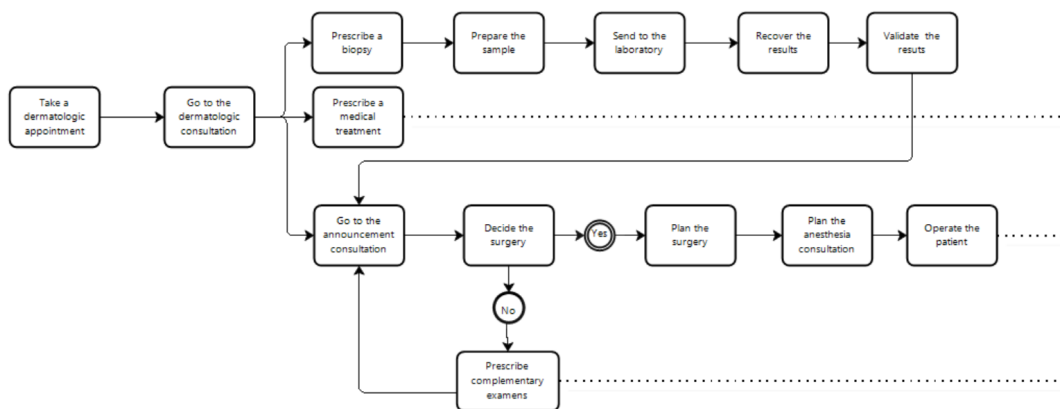 Prescribe a
biopsy
Prepare the
sample
Send to the
laboratory
Recover the
results
Validate the
resuts
Take a
dermatologic
appointment
Go to the
dermatologic
consultation
Prescribe a
medical
treatment
Go to the
announcement
consultation
Decide the
surgery
Yes
Plan the
surgery
Plan the
anesthesia
consultation
Operate the
patient
No
Prescribe
complementary
examens